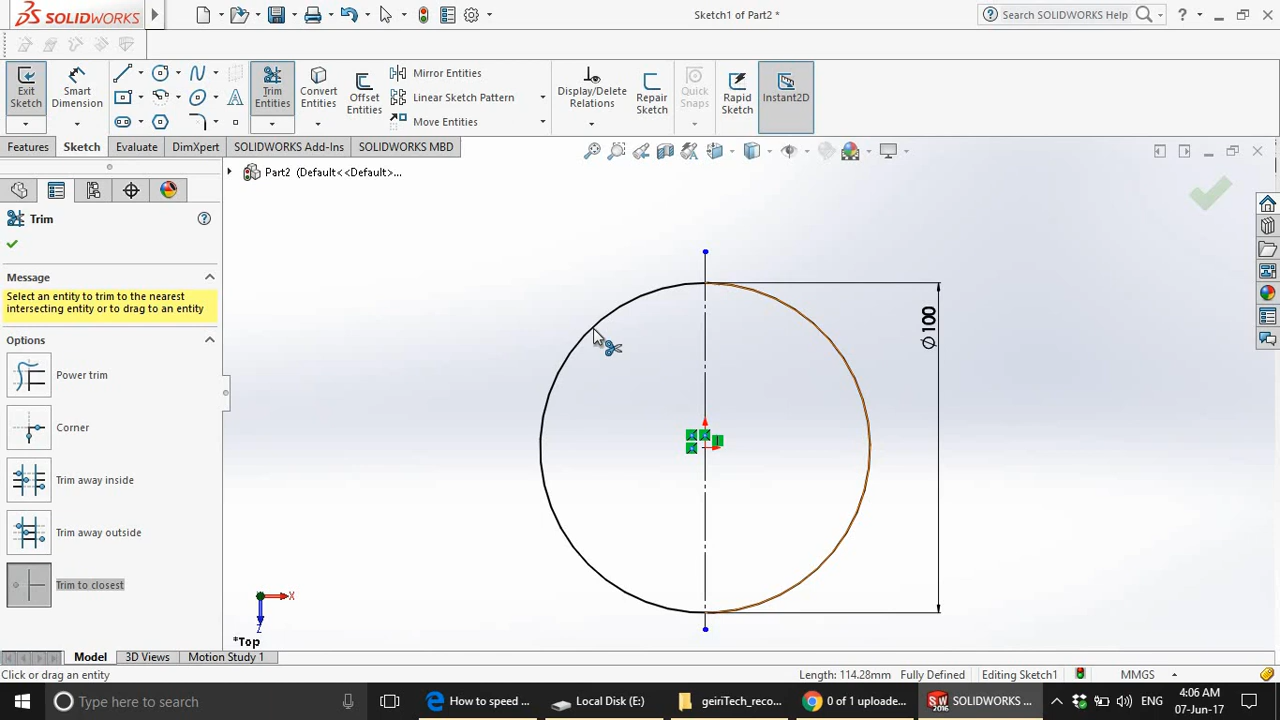 SOLIDWORKS
Sketch1 of Part2 *
Search SOLIDWORKS Help
?
Exit Sketch
Smart Dimension
Trim Entities
Convert Entities
Offset Entities
Mirror Entities
Linear Sketch Pattern
Move Entities
Display/Delete Relations
Repair Sketch
Quick Snaps
Rapid Sketch
Instant2D
Features
Sketch
Evaluate
DimXpert
SOLIDWORKS Add-Ins
SOLIDWORKS MBD
Part2 (Default<<Default>...
Trim
?
Message
Select an entity to trim to the nearest
intersecting entity or to drag to an entity
Options
Power trim
Corner
Trim away inside
Trim away outside
Trim to closest
Ø100
X
Z
*Top
Model
3D Views
Motion Study 1
Click or drag an entity
Length: 114.28mm
Fully Defined
Editing Sketch1
MMGS
Type here to search
How to speed ...
Local Disk (E:)
geiriTech_reco...
0 of 1 uploade...
SW
2016
SOLIDWORKS ...
ENG
4:06 AM
07-Jun-17